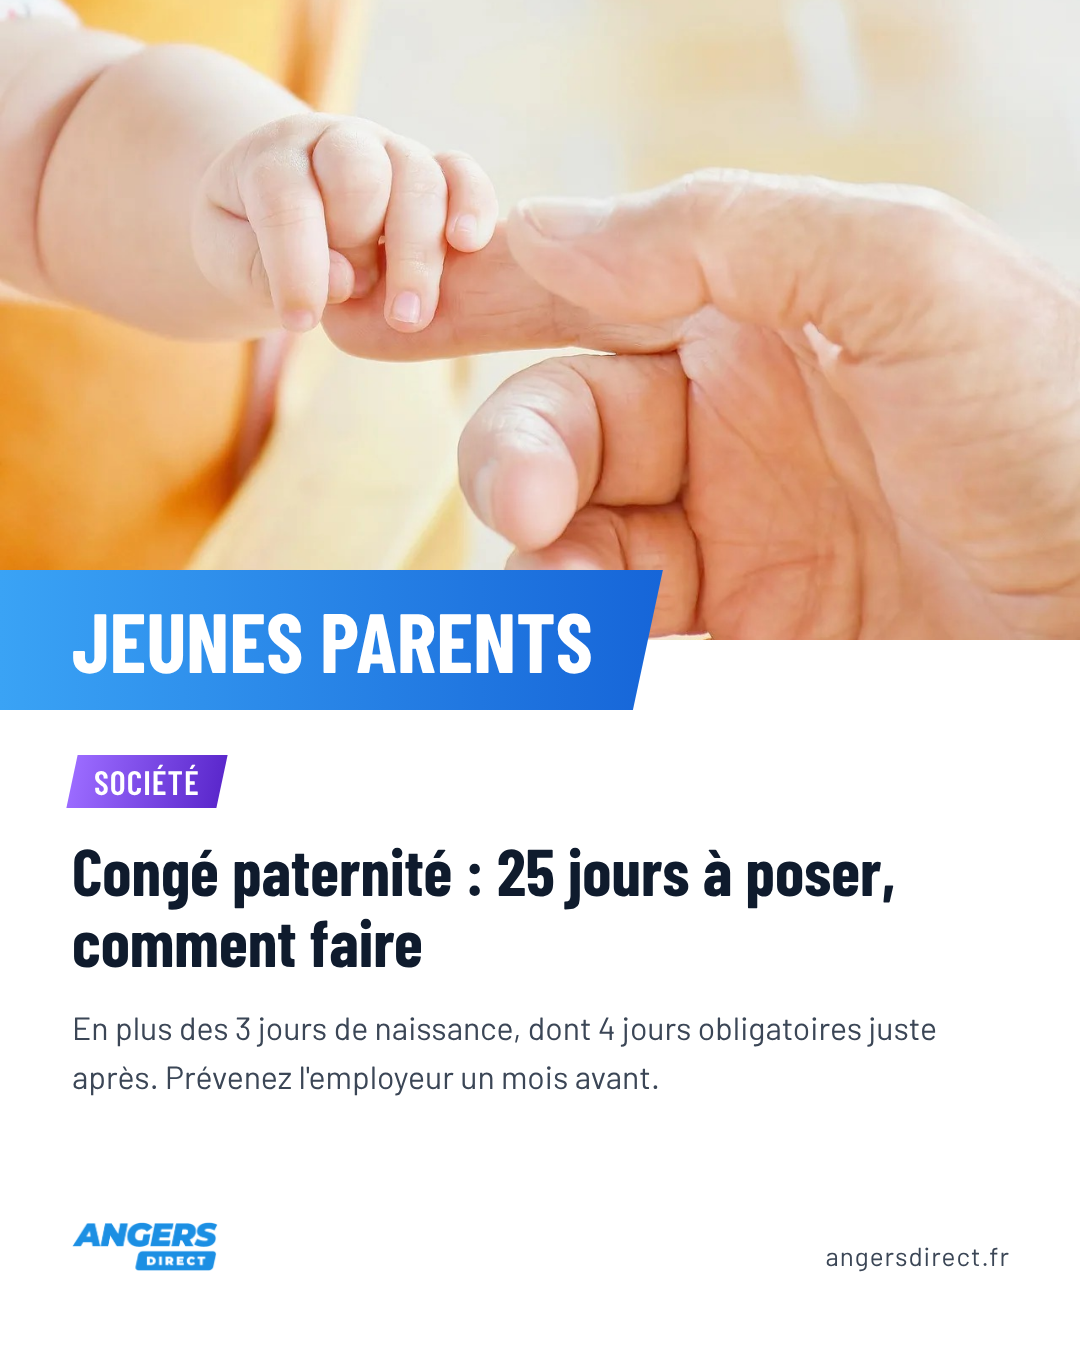 JEUNES PARENTS
SOCIÉTÉ
Congé paternité : 25 jours à poser,
comment faire
En plus des 3 jours de naissance, dont 4 jours obligatoires juste
après. Prévenez l'employeur un mois avant.
ANGERS
DIRECT
angersdirect.fr